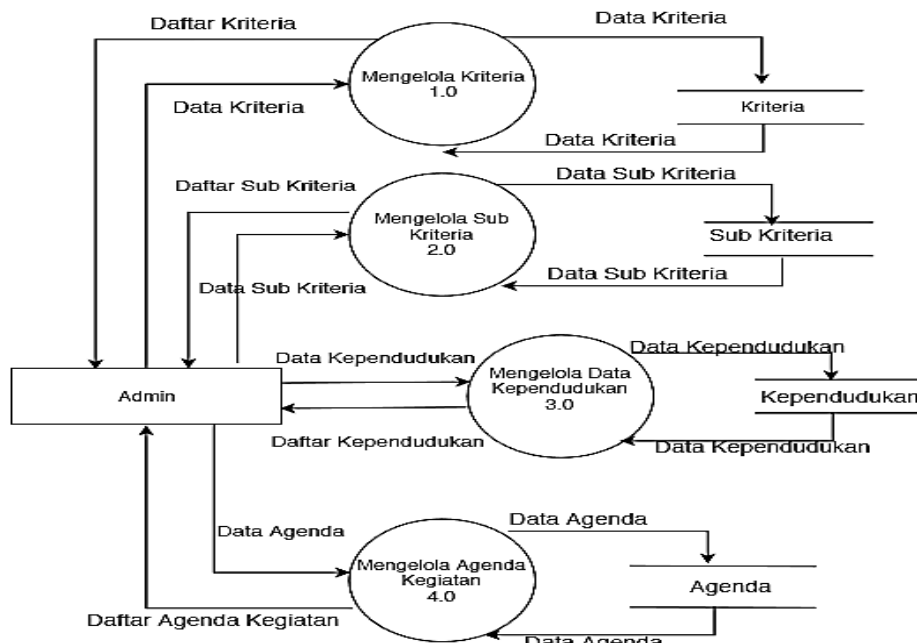 Daftar Kriteria
Data Kriteria
Mengelola Kriteria
1.0
Data Kriteria
Kriteria
Data Kriteria
Daftar Sub Kriteria
Data Sub Kriteria
Mengelola Sub
Kriteria
2.0
Sub Kriteria
Data Sub Kriteria
Data Sub Kriteria
Data Kependudukan
Data Kependudukan
Mengelola Data
Kependudukan
3.0
Admin
Kependudukan
Daftar Kependudukan
Data Kependudukan
Data Agenda
Data Agenda
Mengelola Agenda
Kegiatan
4.0
Agenda
Daftar Agenda Kegiatan
Data Agenda